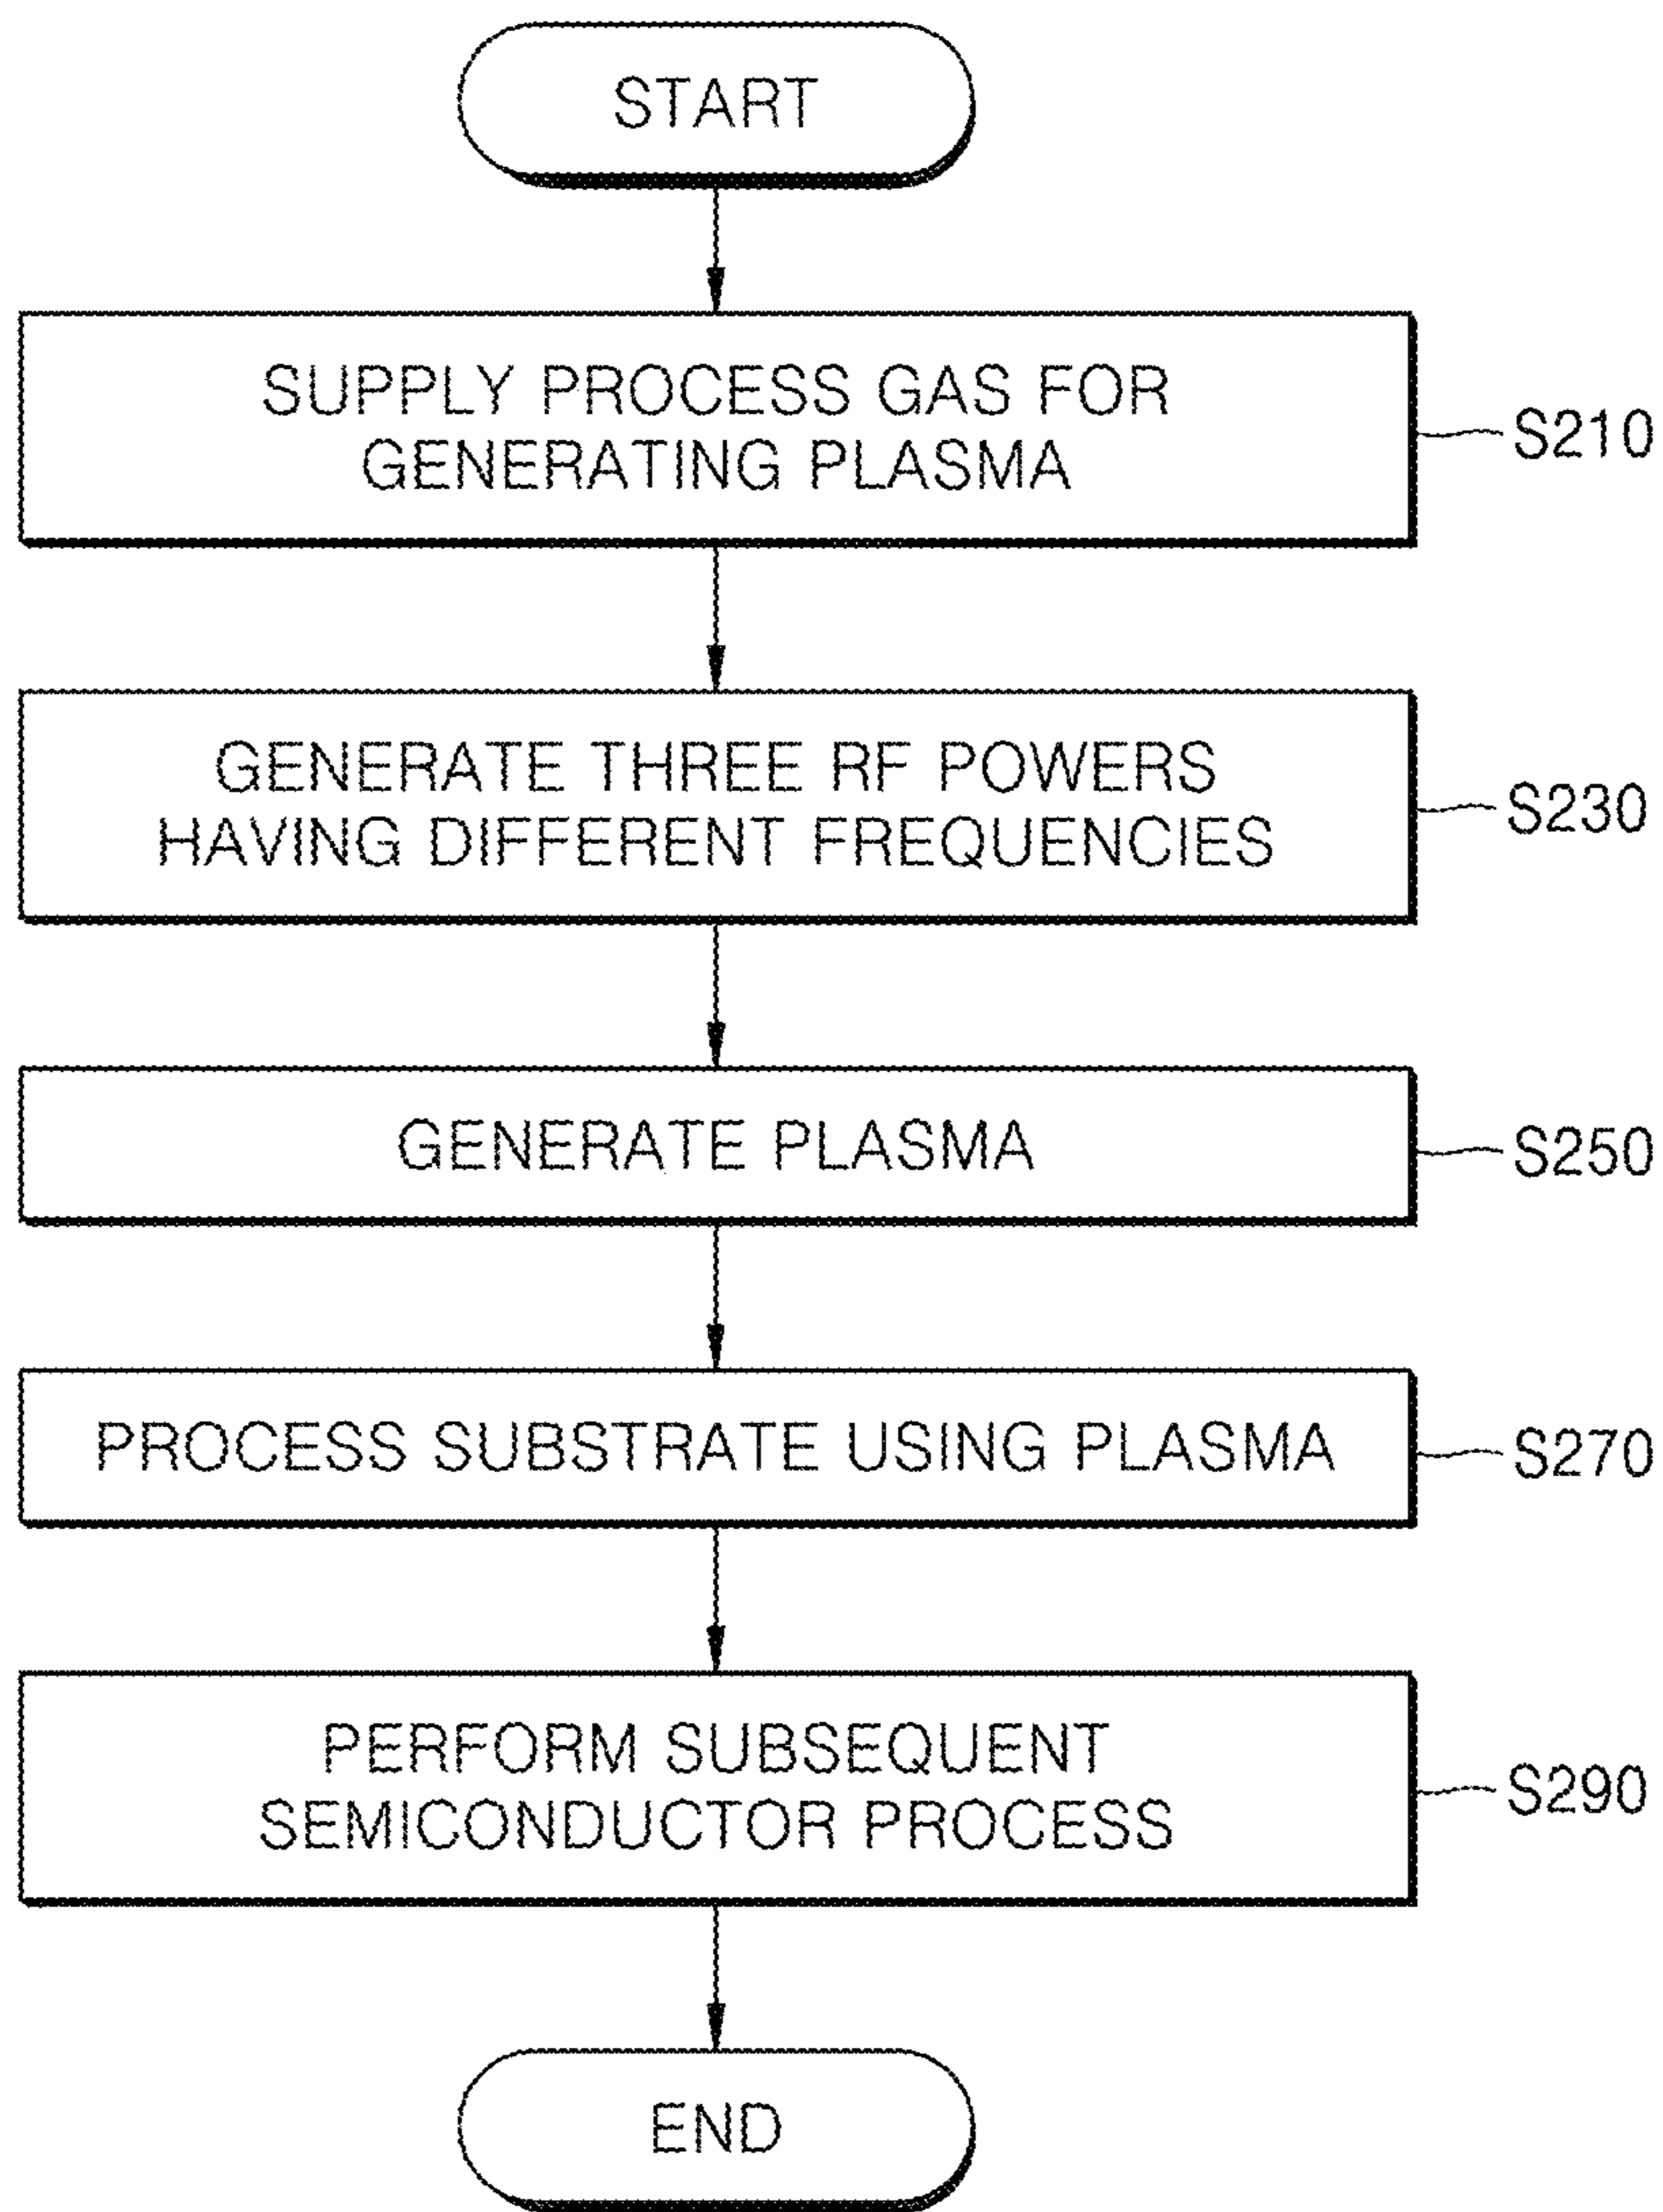 START
SUPPLY PROCESS GAS FOR
GENERATING PLASMA
S210
GENERATE THREE RF POWERS
HAVING DIFFERENT FREQUENCIES
S230
GENERATE PLASMA
S250
PROCESS SUBSTRATE USING PLASMA
S270
PERFORM SUBSEQUENT
SEMICONDUCTOR PROCESS
S290
END